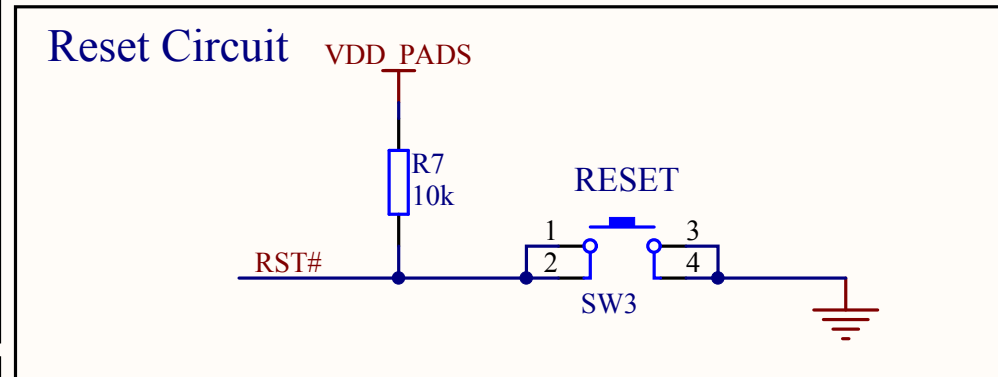 Reset Circuit
VDD_PADS
R7
10k
RESET
1
3
RST#
2
4
SW3